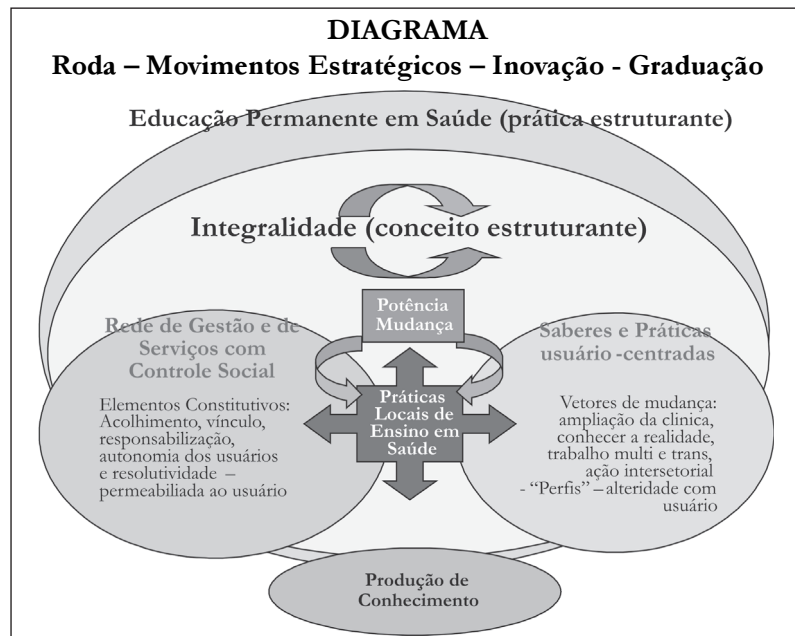 DIAGRAMA
Roda – Movimentos Estratégicos – Inovação - Graduação
Educação Permanente em Saúde (prática estruturante)
Integralidade (conceito estruturante)
Potência
Mudança
Rede de Gestão e de
Serviços com
Controle Social
Elementos Constitutivos:
Acolhimento, vínculo,
responsabilização,
autonomia dos usuários
e resolutividade –
permeabiliada ao usuário
Práticas
Locais de
Ensino em
Saúde
Saberes e Práticas
usuário -centradas
Vetores de mudança:
ampliação da clinica,
conhecer a realidade,
trabalho multi e trans,
ação intersetorial
- “Perfis” – alteridade com
usuário
Produção de
Conhecimento